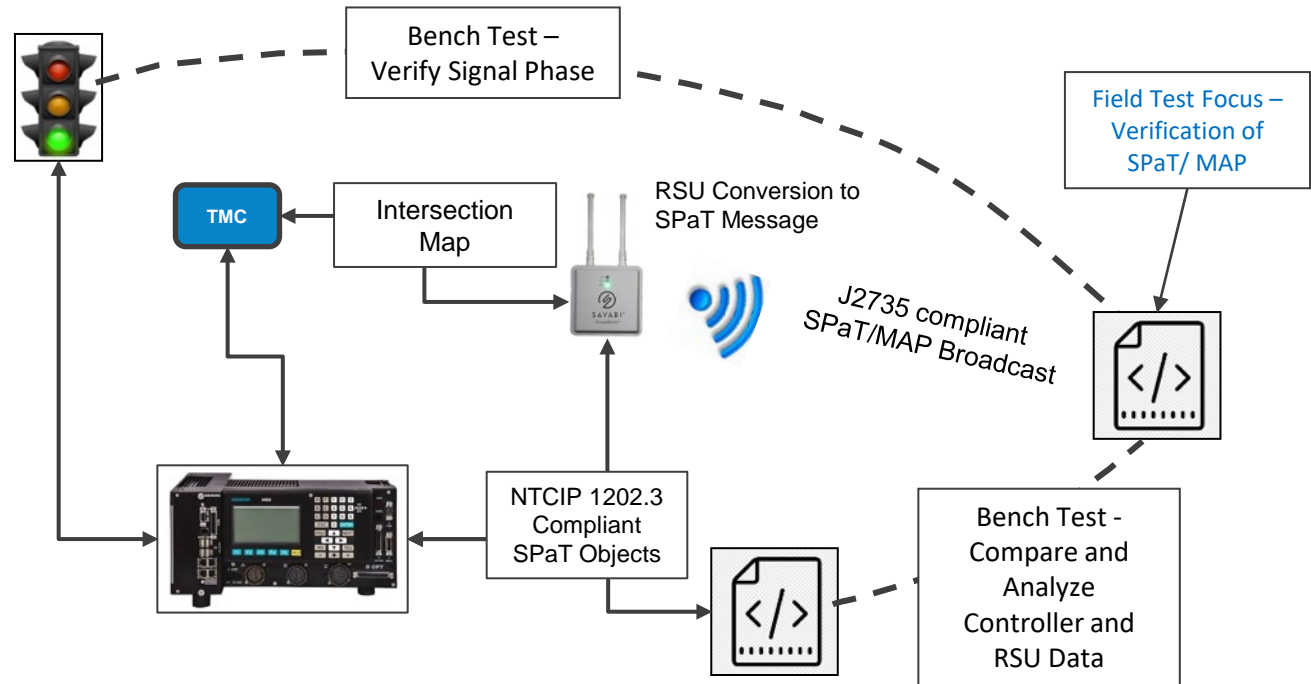 Bench Test –
Verify Signal Phase
Field Test Focus –
Verification of
SPaT/ MAP
TMC
Intersection
Map
RSU Conversion to
SPaT Message
SAVARI
J2735 compliant
SPaT/MAP Broadcast
NTCIP 1202.3
Compliant
SPaT Objects
Bench Test -
Compare and
Analyze
Controller and
RSU Data